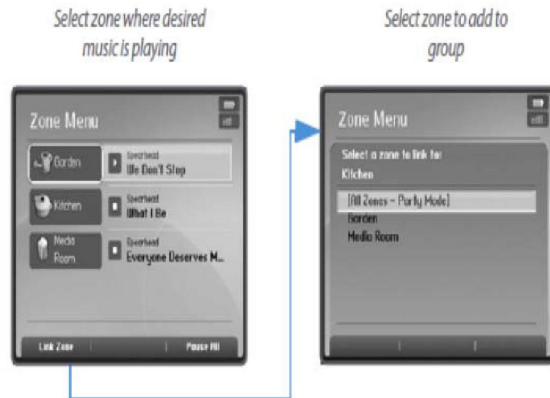 Select zone where desired
music is playing
Zone Menu
Garden
Spearhead
We Don't Stop
Kitchen
Spearhead
What I Be
Media
Room
Spearhead
Everyone Deserves M...
Link Zone
Pause All
Select zone to add to
group
Zone Menu
Select a zone to link to:
Kitchen
[All Zones - Party Mode]
Garden
Media Room